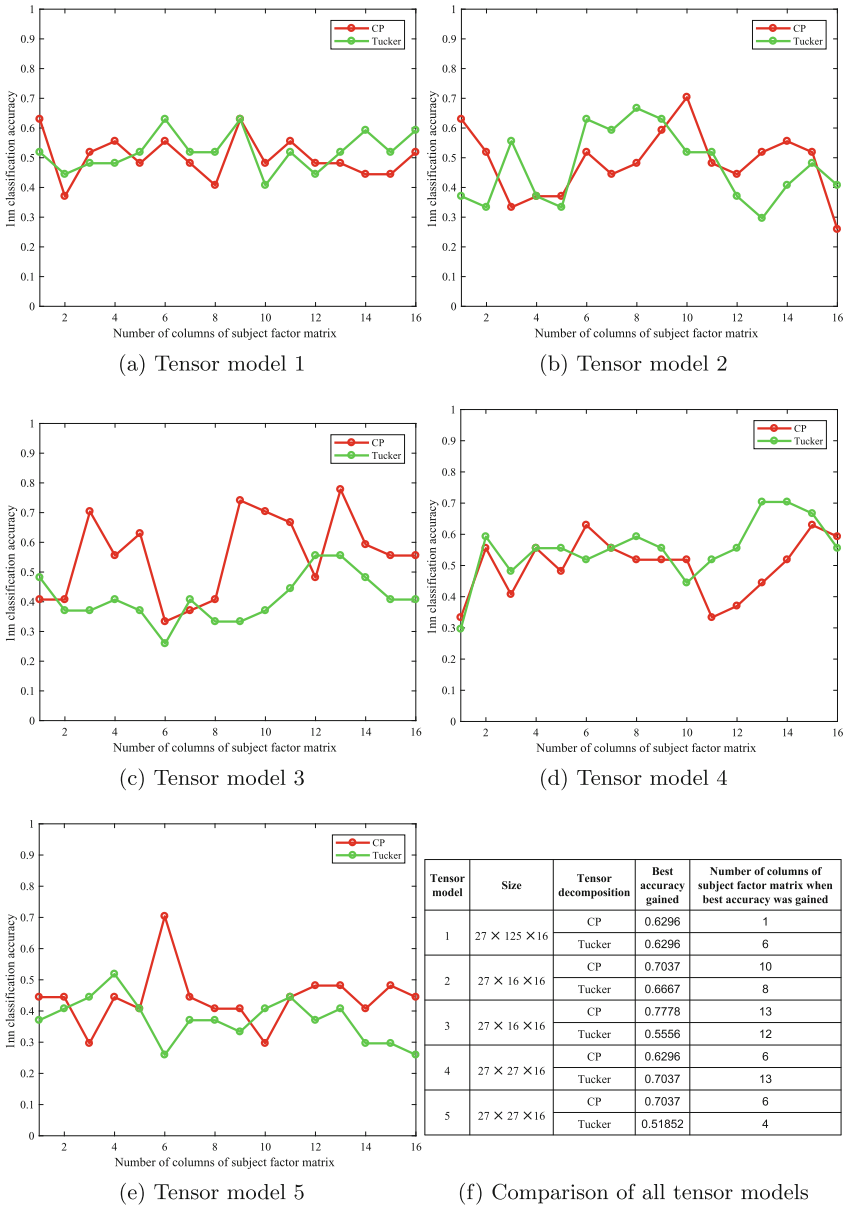 1
0.9
0.8
0.7
0.6
0.5
0.4
0.3
0.2
0.1
0
1nn classification accuracy
CP
Tucker
2 4 6 8 10 12 14 16
Number of columns of subject factor matrix
(a) Tensor model 1
1
0.9
0.8
0.7
0.6
0.5
0.4
0.3
0.2
0.1
0
1nn classification accuracy
CP
Tucker
2 4 6 8 10 12 14 16
Number of columns of subject factor matrix
(b) Tensor model 2
1
0.9
0.8
0.7
0.6
0.5
0.4
0.3
0.2
0.1
0
1nn classification accuracy
CP
Tucker
2 4 6 8 10 12 14 16
Number of columns of subject factor matrix
(c) Tensor model 3
1
0.9
0.8
0.7
0.6
0.5
0.4
0.3
0.2
0.1
0
1nn classification accuracy
CP
Tucker
2 4 6 8 10 12 14 16
Number of columns of subject factor matrix
(d) Tensor model 4
1
0.9
0.8
0.7
0.6
0.5
0.4
0.3
0.2
0.1
0
1nn classification accuracy
CP
Tucker
2 4 6 8 10 12 14 16
Number of columns of subject factor matrix
(e) Tensor model 5
Tensor model Size Tensor decomposition Best accuracy gained Number of columns of subject factor matrix when best accuracy was gained
1 27 × 125 × 16 CP 0.6296 1
Tucker 0.6296 6
2 27 × 16 × 16 CP 0.7037 10
Tucker 0.6667 8
3 27 × 16 × 16 CP 0.7778 13
Tucker 0.5556 12
4 27 × 27 × 16 CP 0.6296 6
Tucker 0.7037 13
5 27 × 27 × 16 CP 0.7037 6
Tucker 0.51852 4
(f) Comparison of all tensor models